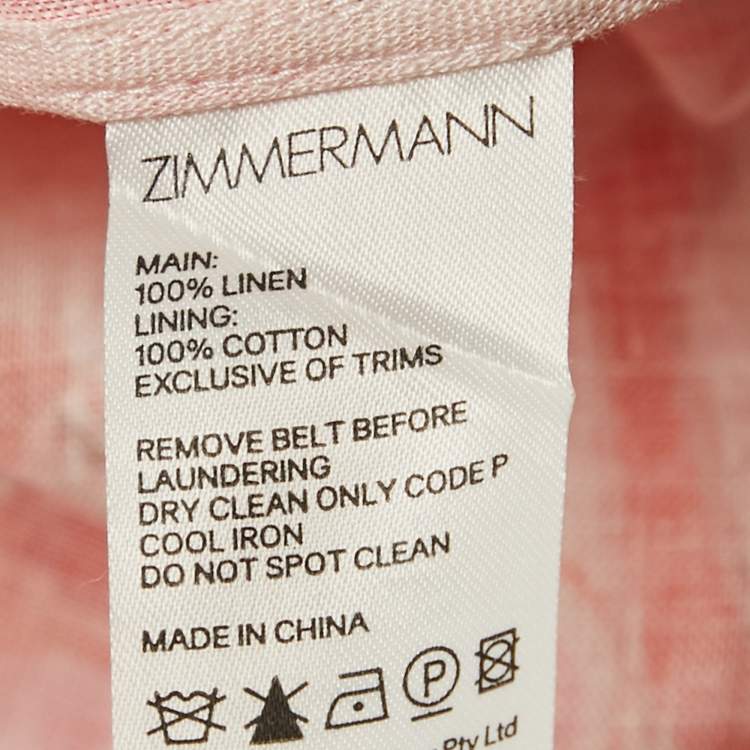 ZIMMERMANN
MAIN:
100% LINEN
LINING:
100% COTTON
EXCLUSIVE OF TRIMS
REMOVE BELT BEFORE
LAUNDERING
DRY CLEAN ONLY CODE P
COOL IRON
DO NOT SPOT CLEAN
MADE IN CHINA
P
Pty Ltd